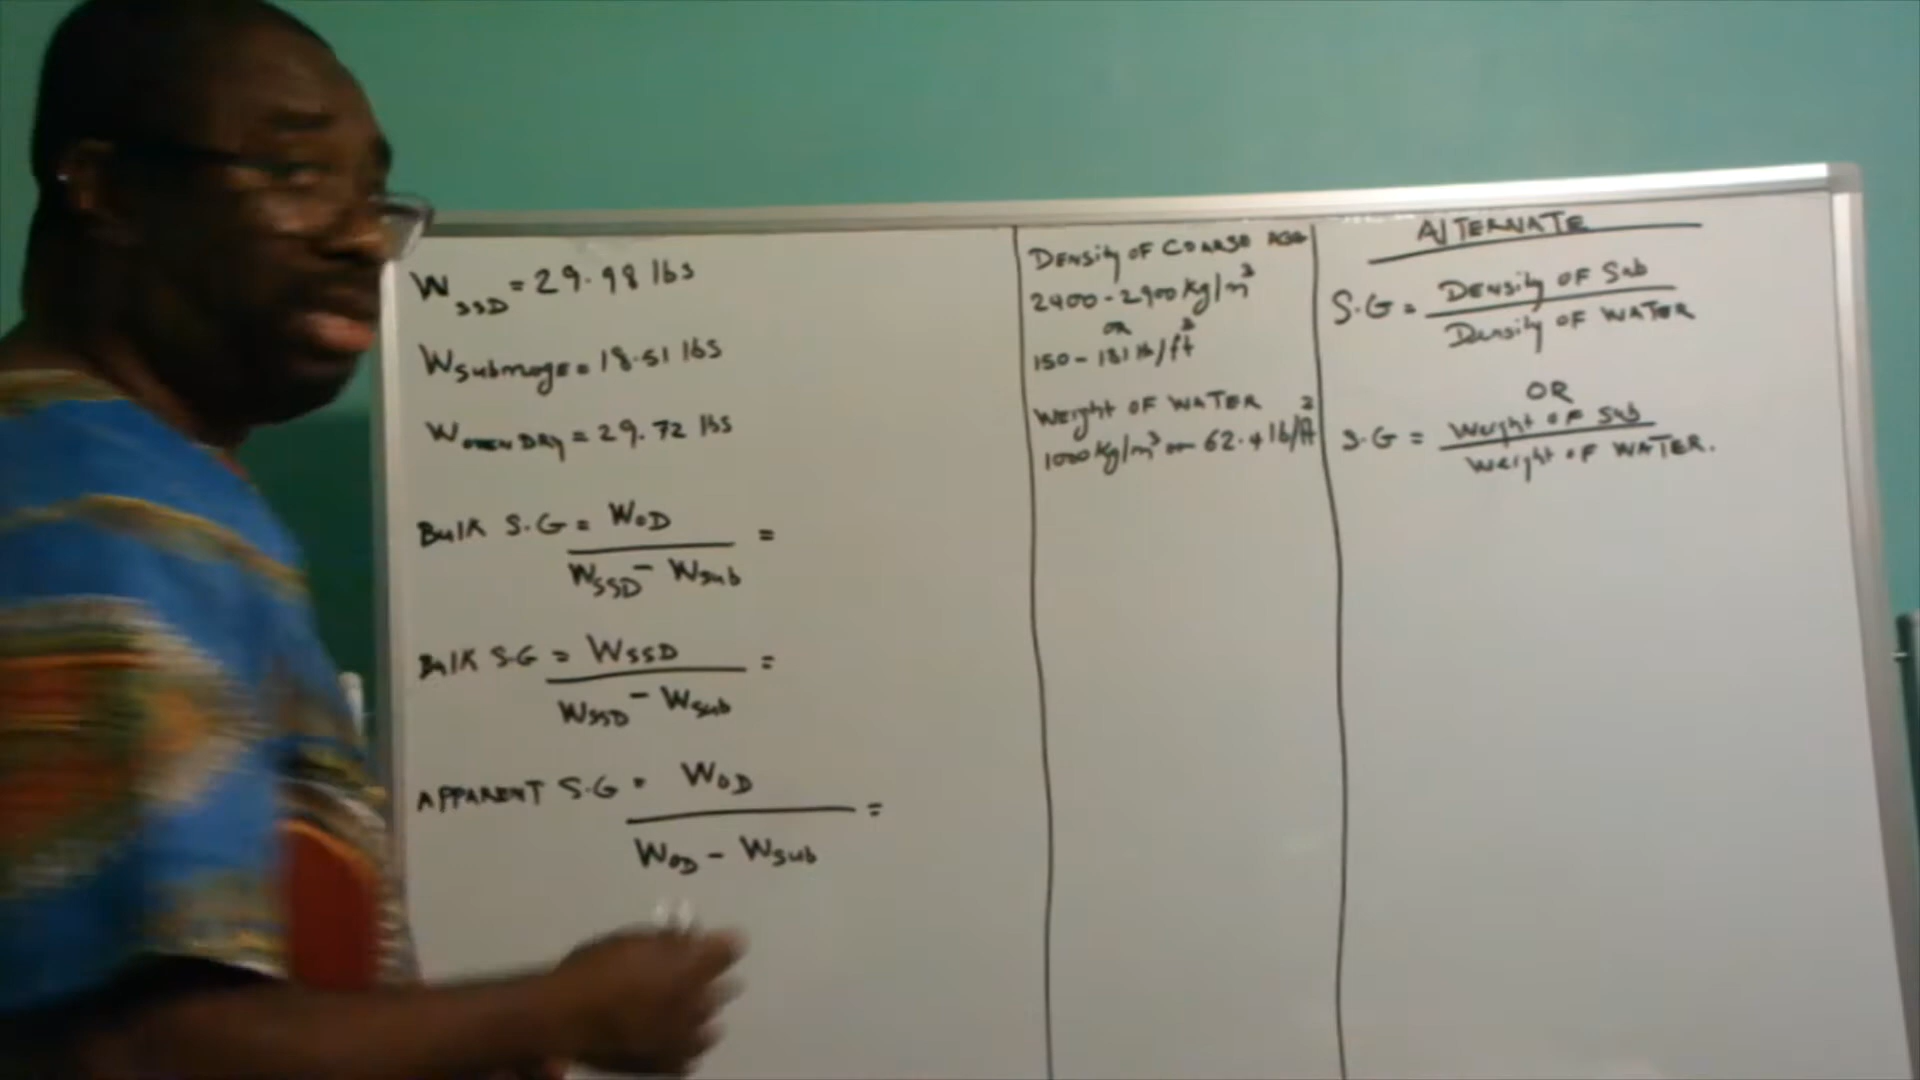 W SSD = 29.98 lbs
W submerge = 18.51 lbs
W OVEN DRY = 29.72 lbs
Bulk S.G = WOD =
WSSD - Wsub
Bulk S.G = WSSD =
WSSD - Wsub
APPARENT S.G = WOD =
WOD - Wsub
Density of COARSE AGG
2400 - 2900 kg/m³
OR
150 - 181 lb/ft³
Weight OF WATER
1000 kg/m³ or 62.4 lb/ft³
ALTERNATE
S.G = Density OF Sub
Density OF WATER
OR
S.G = Weight OF Sub
Weight OF WATER.